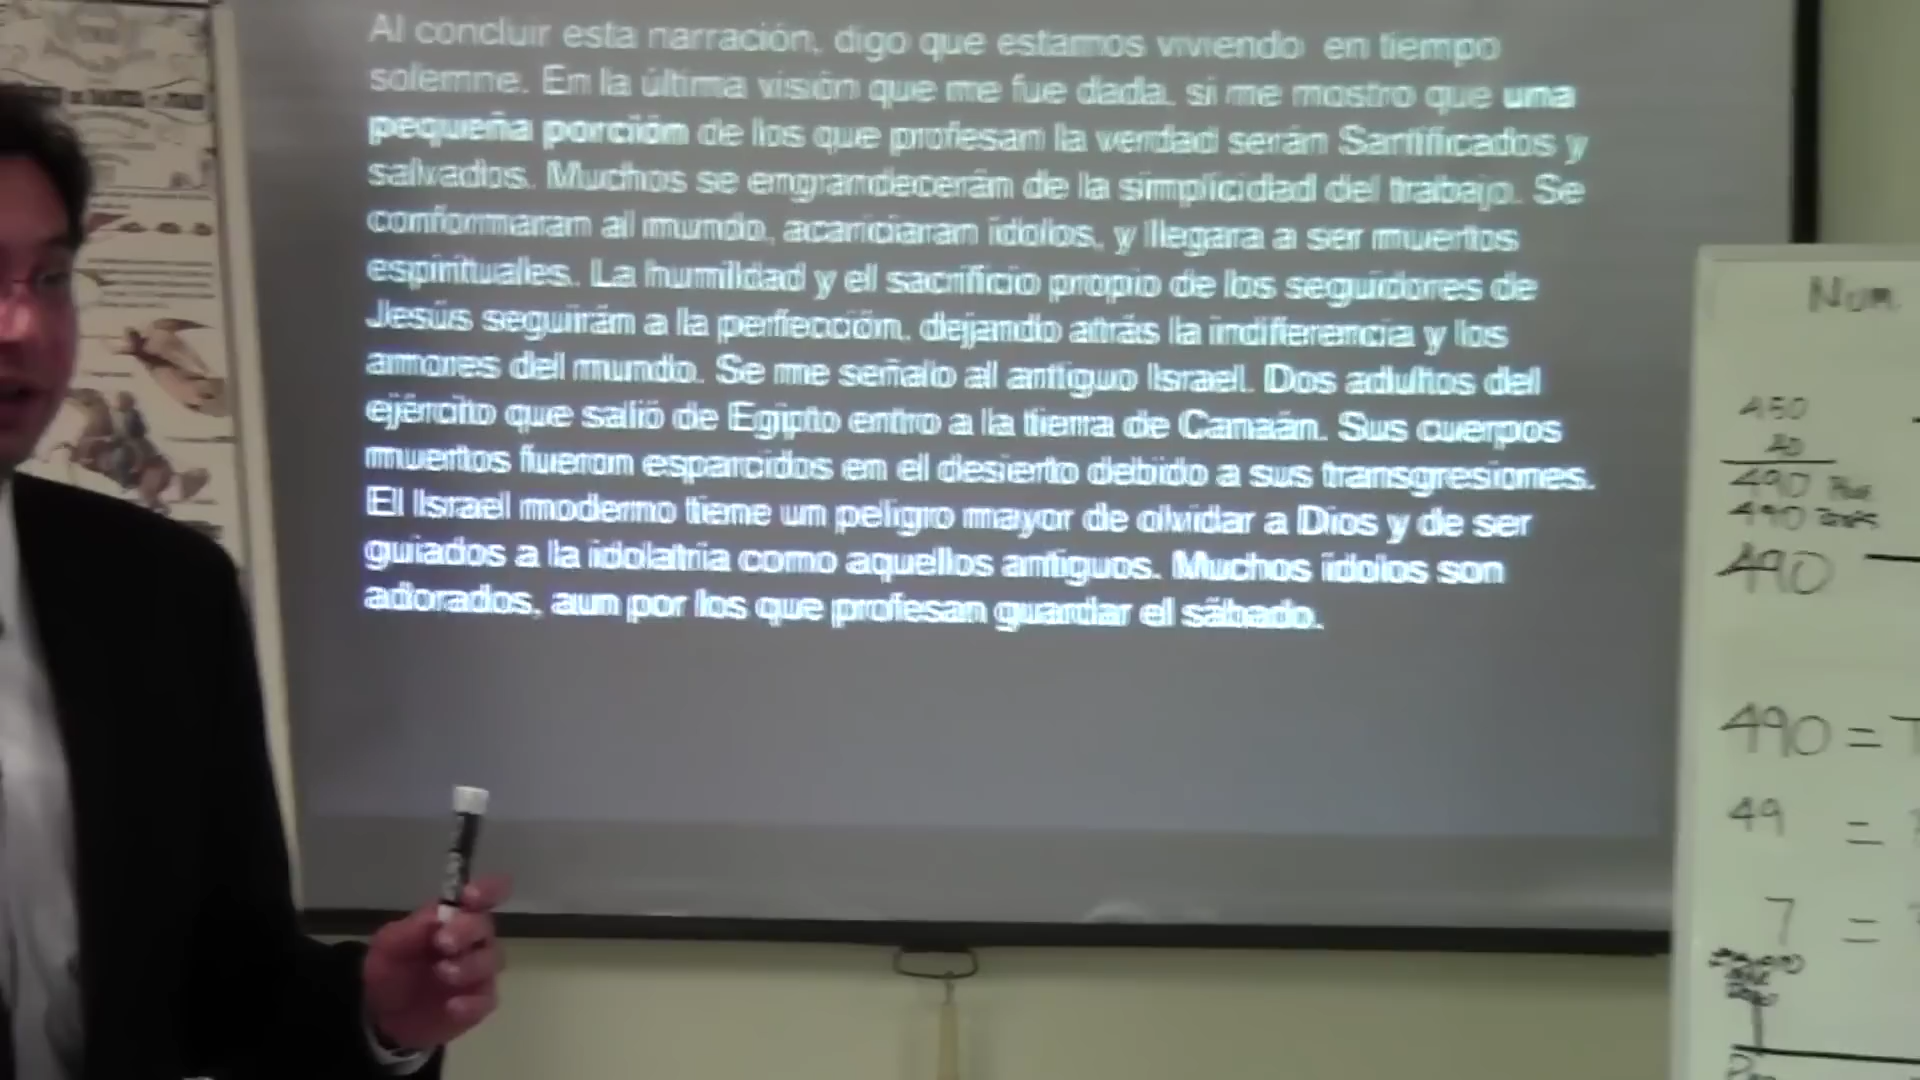 Al concluir esta narración, digo que estamos viviendo en tiempo
solemne. En la última visión que me fue dada, si me mostro que una
pequeña porción de los que profesan la verdad serán Santificados y
salvados. Muchos se engrandecerán de la simplicidad del trabajo. Se
conformaran al mundo, acariciaran ídolos, y llegara a ser muertos
espirituales. La humildad y el sacrificio propio de los seguidores de
Jesús seguirán a la perfección, dejando atrás la indiferencia y los
amores del mundo. Se me señalo al antiguo Israel. Dos adultos del
ejército que salió de Egipto entro a la tierra de Canaán. Sus cuerpos
muertos fueron esparcidos en el desierto debido a sus transgresiones.
El Israel moderno tiene un peligro mayor de olvidar a Dios y de ser
guiados a la idolatria como aquellos antiguos. Muchos ídolos son
adorados, aun por los que profesan guardar el sábado.
Num
490
490
490
490 =
49 =
7 =